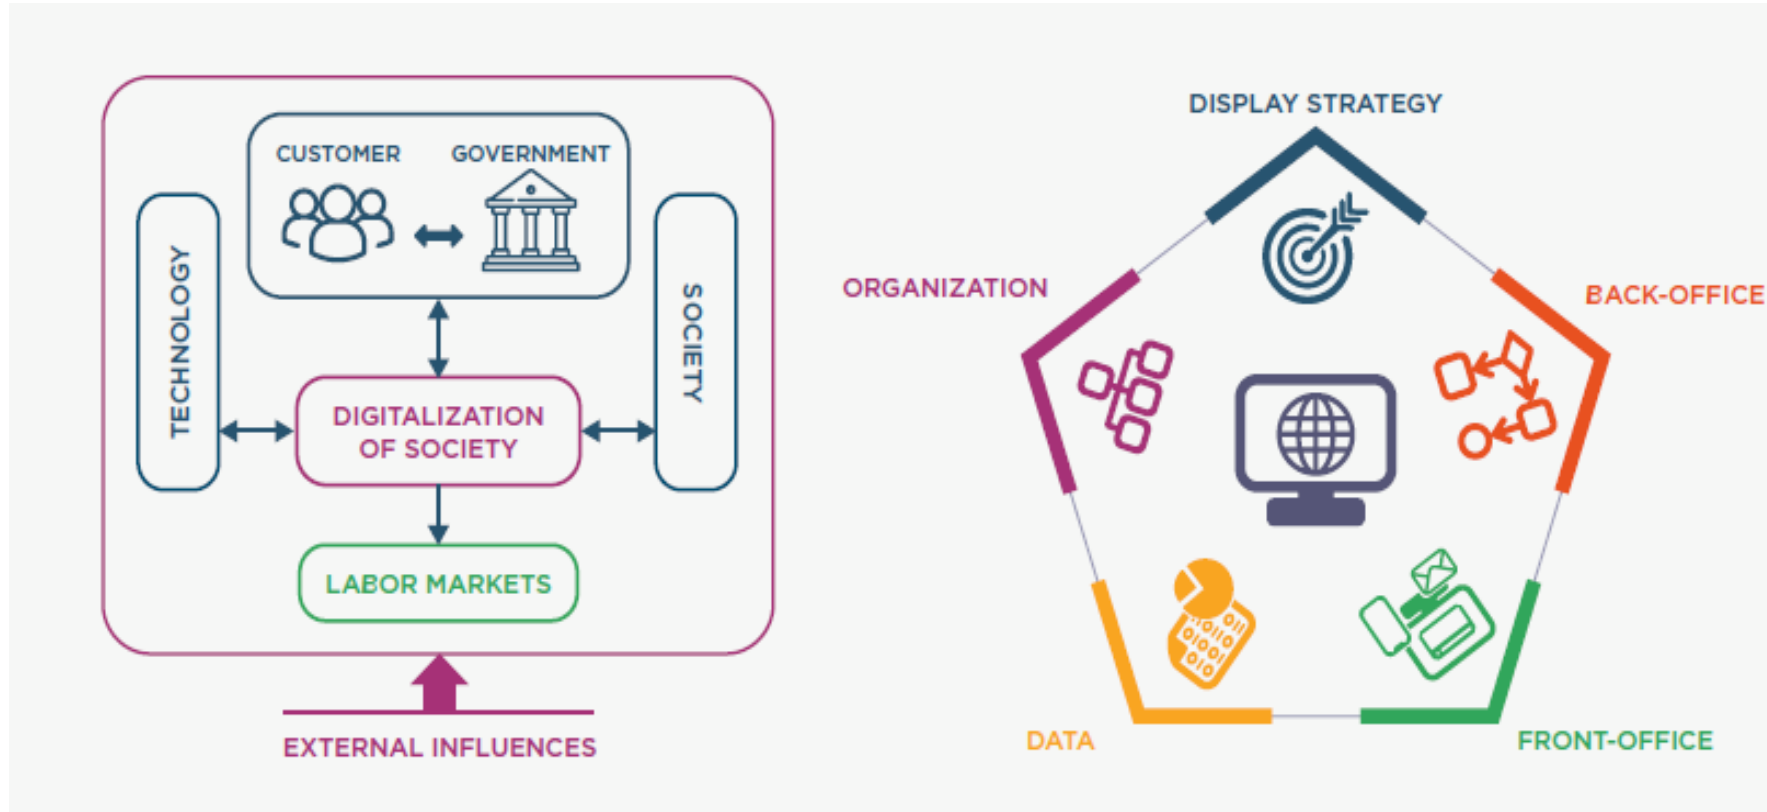 CUSTOMER
GOVERNMENT
TECHNOLOGY
SOCIETY
DIGITALIZATION
OF SOCIETY
LABOR MARKETS
EXTERNAL INFLUENCES
DISPLAY STRATEGY
ORGANIZATION
BACK-OFFICE
DATA
FRONT-OFFICE